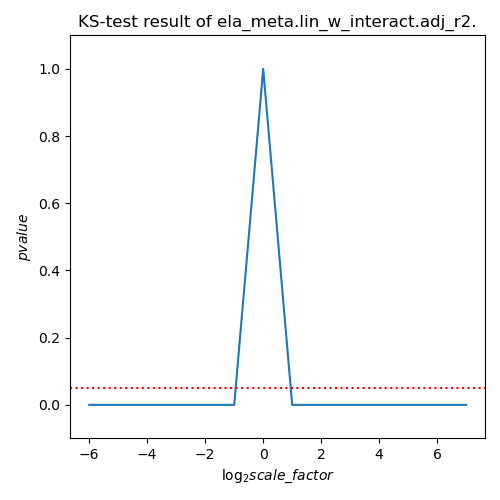 KS-test result of ela_meta.lin_w_interact.adj_r2.
1.0
0.8
0.6
0.4
0.2
0.0
pvalue
−6 −4 −2 0 2 4 6
log₂scale_factor